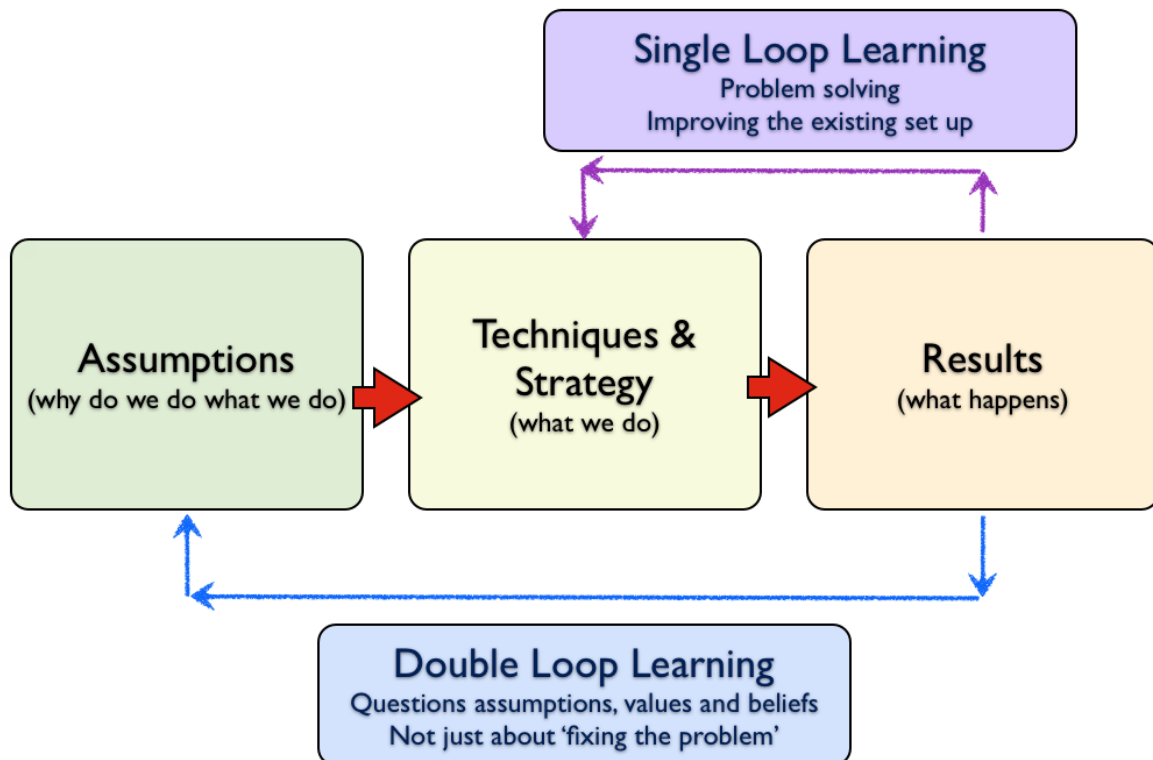 Single Loop Learning
Problem solving
Improving the existing set up
Assumptions
(why do we do what we do)
Techniques &
Strategy
(what we do)
Results
(what happens)
Double Loop Learning
Questions assumptions, values and beliefs
Not just about ‘fixing the problem’